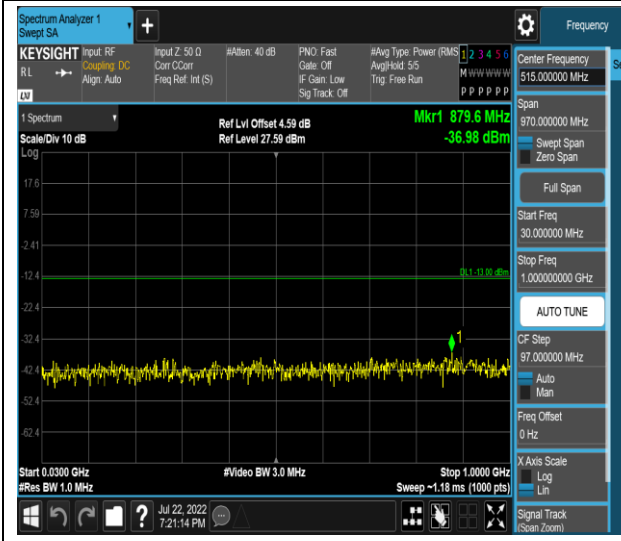 Spectrum Analyzer 1
Swept SA
+
Frequency
KEYSIGHT
RL
LXI
Input: RF
Coupling: DC
Align: Auto
Input Z: 50 Ω
Corr CCorr
Freq Ref: Int (S)
#Atten: 40 dB
PNO: Fast
Gate: Off
IF Gain: Low
Sig Track: Off
#Avg Type: Power (RMS)
Avg|Hold: 5/5
Trig: Free Run
1 2 3 4 5 6
M W W W W W
P P P P P P
1 Spectrum
Scale/Div 10 dB
Log
Ref Lvl Offset 4.59 dB
Ref Level 27.59 dBm
Mkr1 879.6 MHz
-36.98 dBm
17.6
7.59
-2.41
-12.4
DL1 -13.00 dBm
-22.4
-32.4
1
-42.4
-52.4
-62.4
Start 0.0300 GHz
#Video BW 3.0 MHz
Stop 1.0000 GHz
#Res BW 1.0 MHz
Sweep ~1.18 ms (1000 pts)
?
Jul 22, 2022
7:21:14 PM
Center Frequency
515.000000 MHz
Span
970.000000 MHz
Swept Span
Zero Span
Full Span
Start Freq
30.000000 MHz
Stop Freq
1.000000000 GHz
AUTO TUNE
CF Step
97.000000 MHz
Auto
Man
Freq Offset
0 Hz
X Axis Scale
Log
Lin
Signal Track
(Span Zoom)